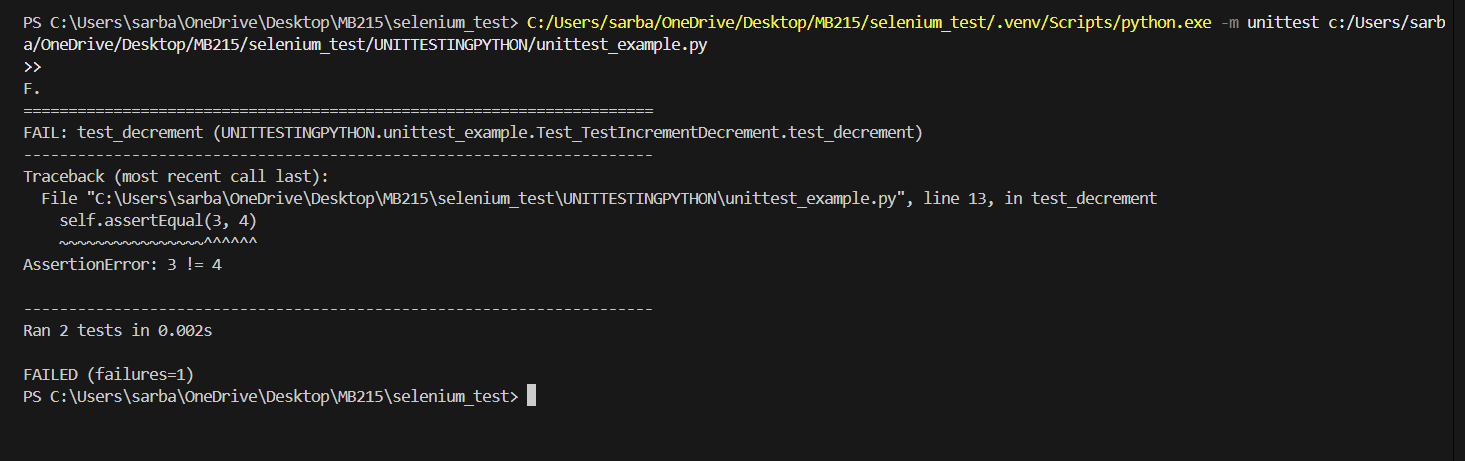 PS C:\Users\sarba\OneDrive\Desktop\MB215\selenium_test> C:/Users/sarba/OneDrive/Desktop/MB215/selenium_test/.venv/Scripts/python.exe -m unittest c:/Users/sarb
a/OneDrive/Desktop/MB215/selenium_test/UNITTESTINGPYTHON/unittest_example.py
>>
F.
======================================================================
FAIL: test_decrement (UNITTESTINGPYTHON.unittest_example.Test_TestIncrementDecrement.test_decrement)
----------------------------------------------------------------------
Traceback (most recent call last):
  File "C:\Users\sarba\OneDrive\Desktop\MB215\selenium_test\UNITTESTINGPYTHON\unittest_example.py", line 13, in test_decrement
    self.assertEqual(3, 4)
    ~~~~~~~~~~~~~~~~^^^^^^
AssertionError: 3 != 4

----------------------------------------------------------------------
Ran 2 tests in 0.002s

FAILED (failures=1)
PS C:\Users\sarba\OneDrive\Desktop\MB215\selenium_test>